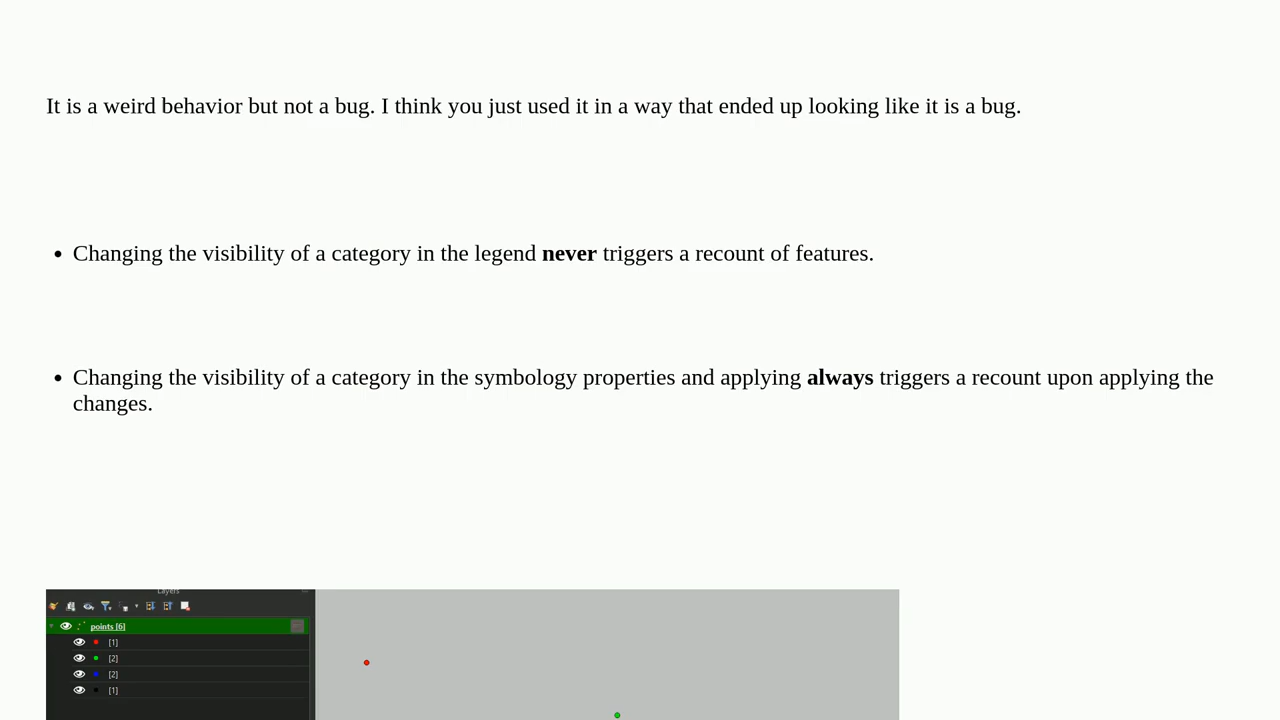 It is a weird behavior but not a bug. I think you just used it in a way that ended up looking like it is a bug.
• Changing the visibility of a category in the legend never triggers a recount of features.
• Changing the visibility of a category in the symbology properties and applying always triggers a recount upon applying the
changes.
Layers
points [6]
[1]
[2]
[2]
[1]